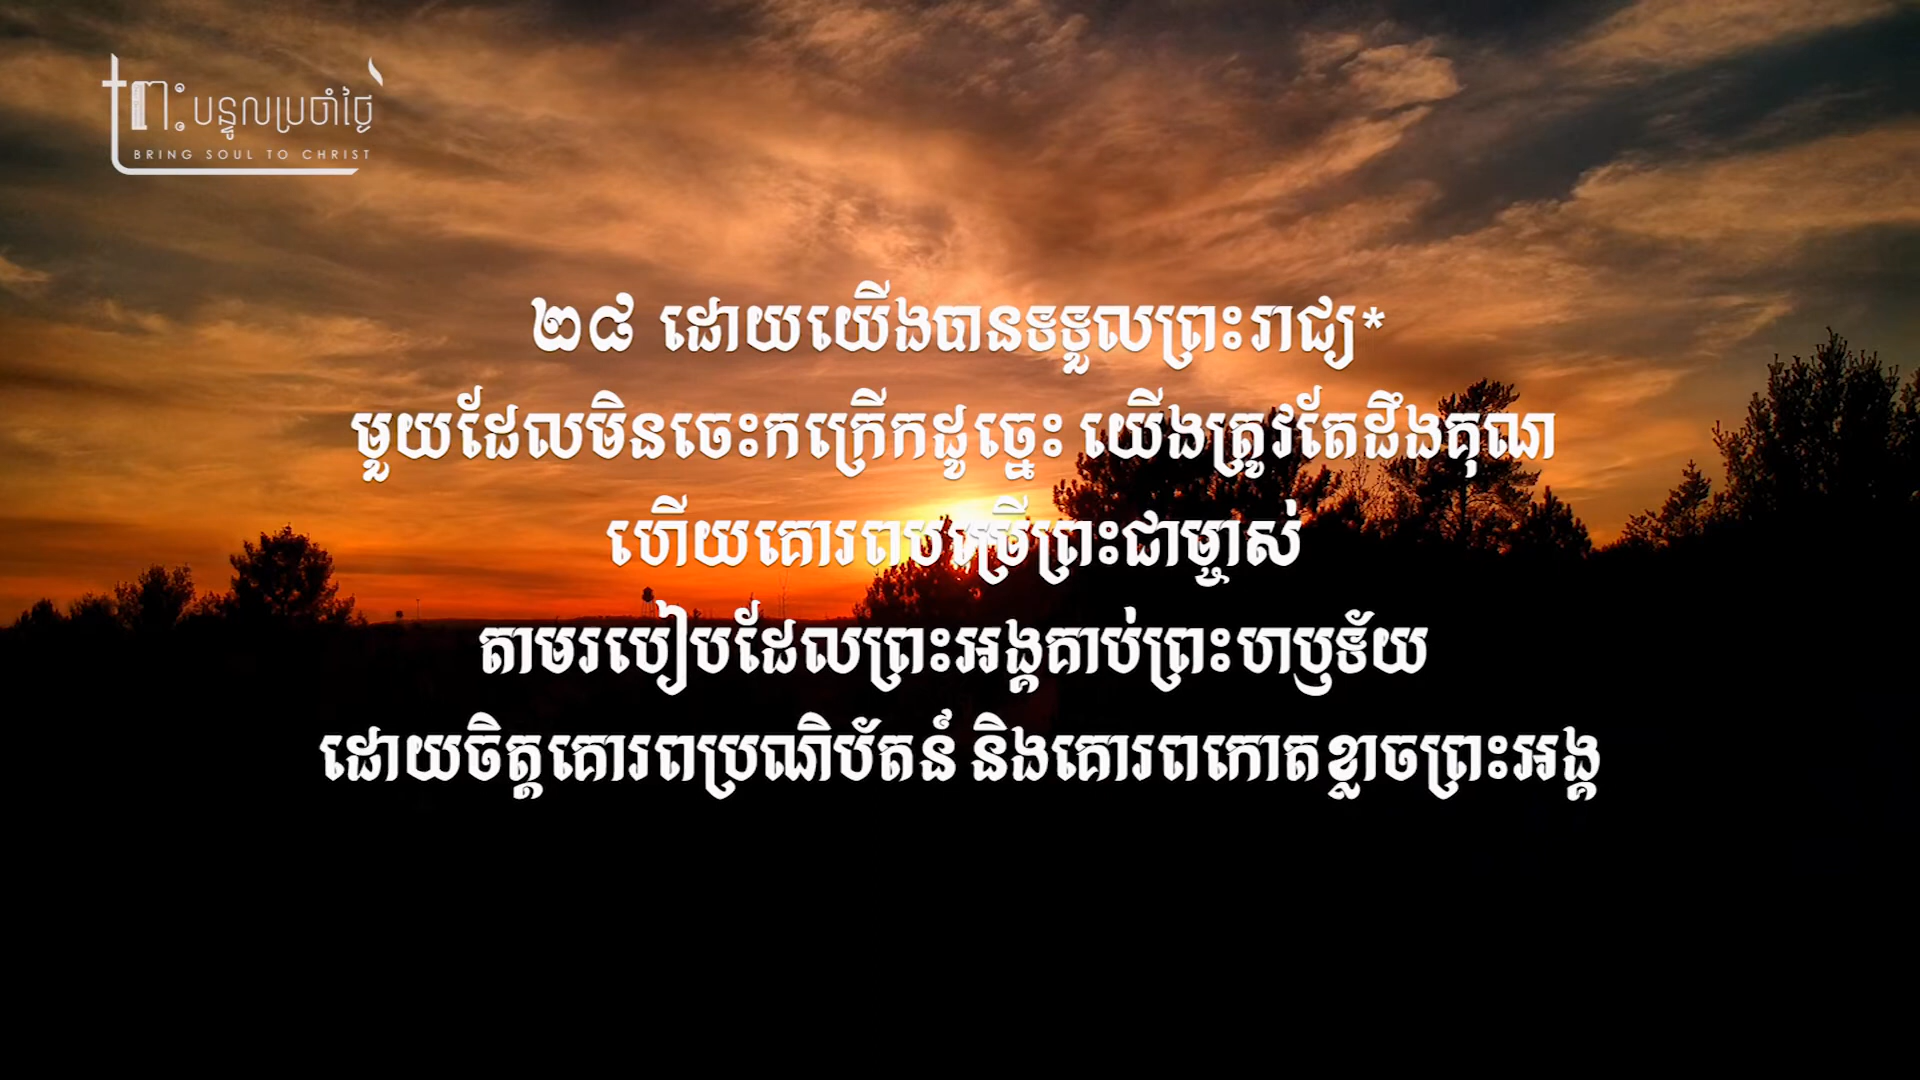 ព្រះបន្ទូលប្រចាំថ្ងៃ
BRING SOUL TO CHRIST
២៨ ដោយយើងបានទទួលព្រះរាជ្យ*
មួយដែលមិនចេះកក្រើកដូច្នេះ យើងត្រូវតែដឹងគុណ
ហើយគោរពបម្រើព្រះជាម្ចាស់
តាមរបៀបដែលព្រះអង្គគាប់ព្រះហឫទ័យ
ដោយចិត្តគោរពប្រណិប័តន៍ និងគោរពកោតខ្លាចព្រះអង្គ